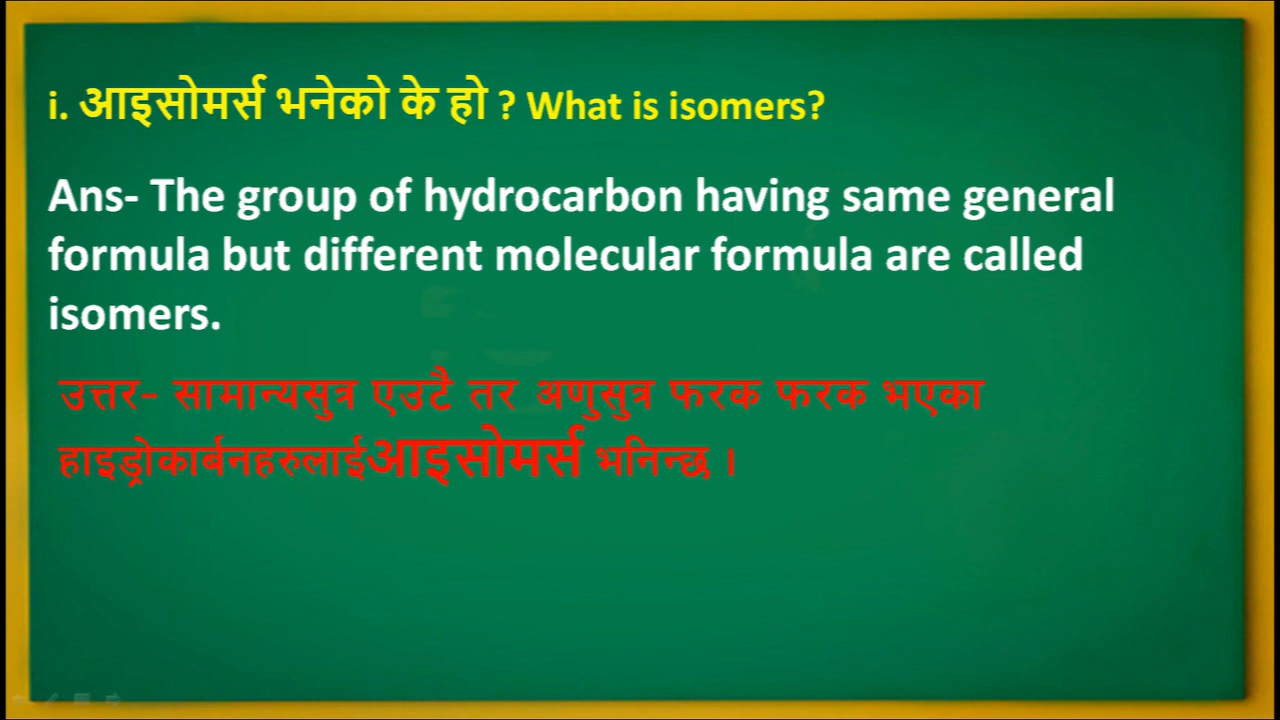 i. आइसोमर्स भनेको के हो ? What is isomers?
Ans- The group of hydrocarbon having same general
formula but different molecular formula are called
isomers.
उत्तर- सामान्यसुत्र एउटै तर अणुसुत्र फरक फरक भएका
हाइड्रोकार्बनहरुलाईआइसोमर्स भनिन्छ ।